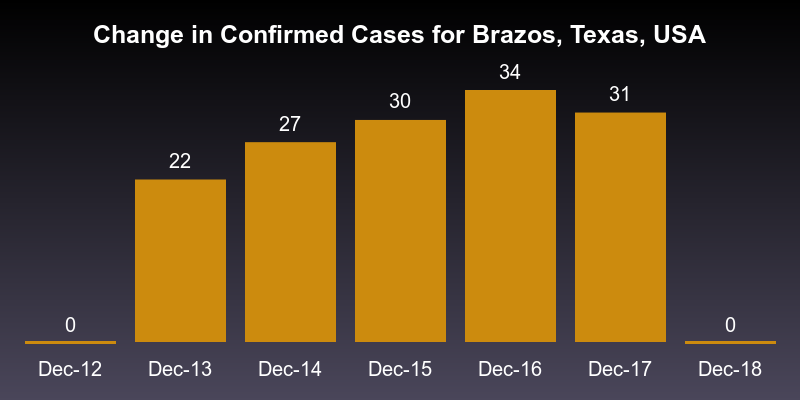 Change in Confirmed Cases for Brazos, Texas, USA
0 22 27 30 34 31 0
Dec-12 Dec-13 Dec-14 Dec-15 Dec-16 Dec-17 Dec-18